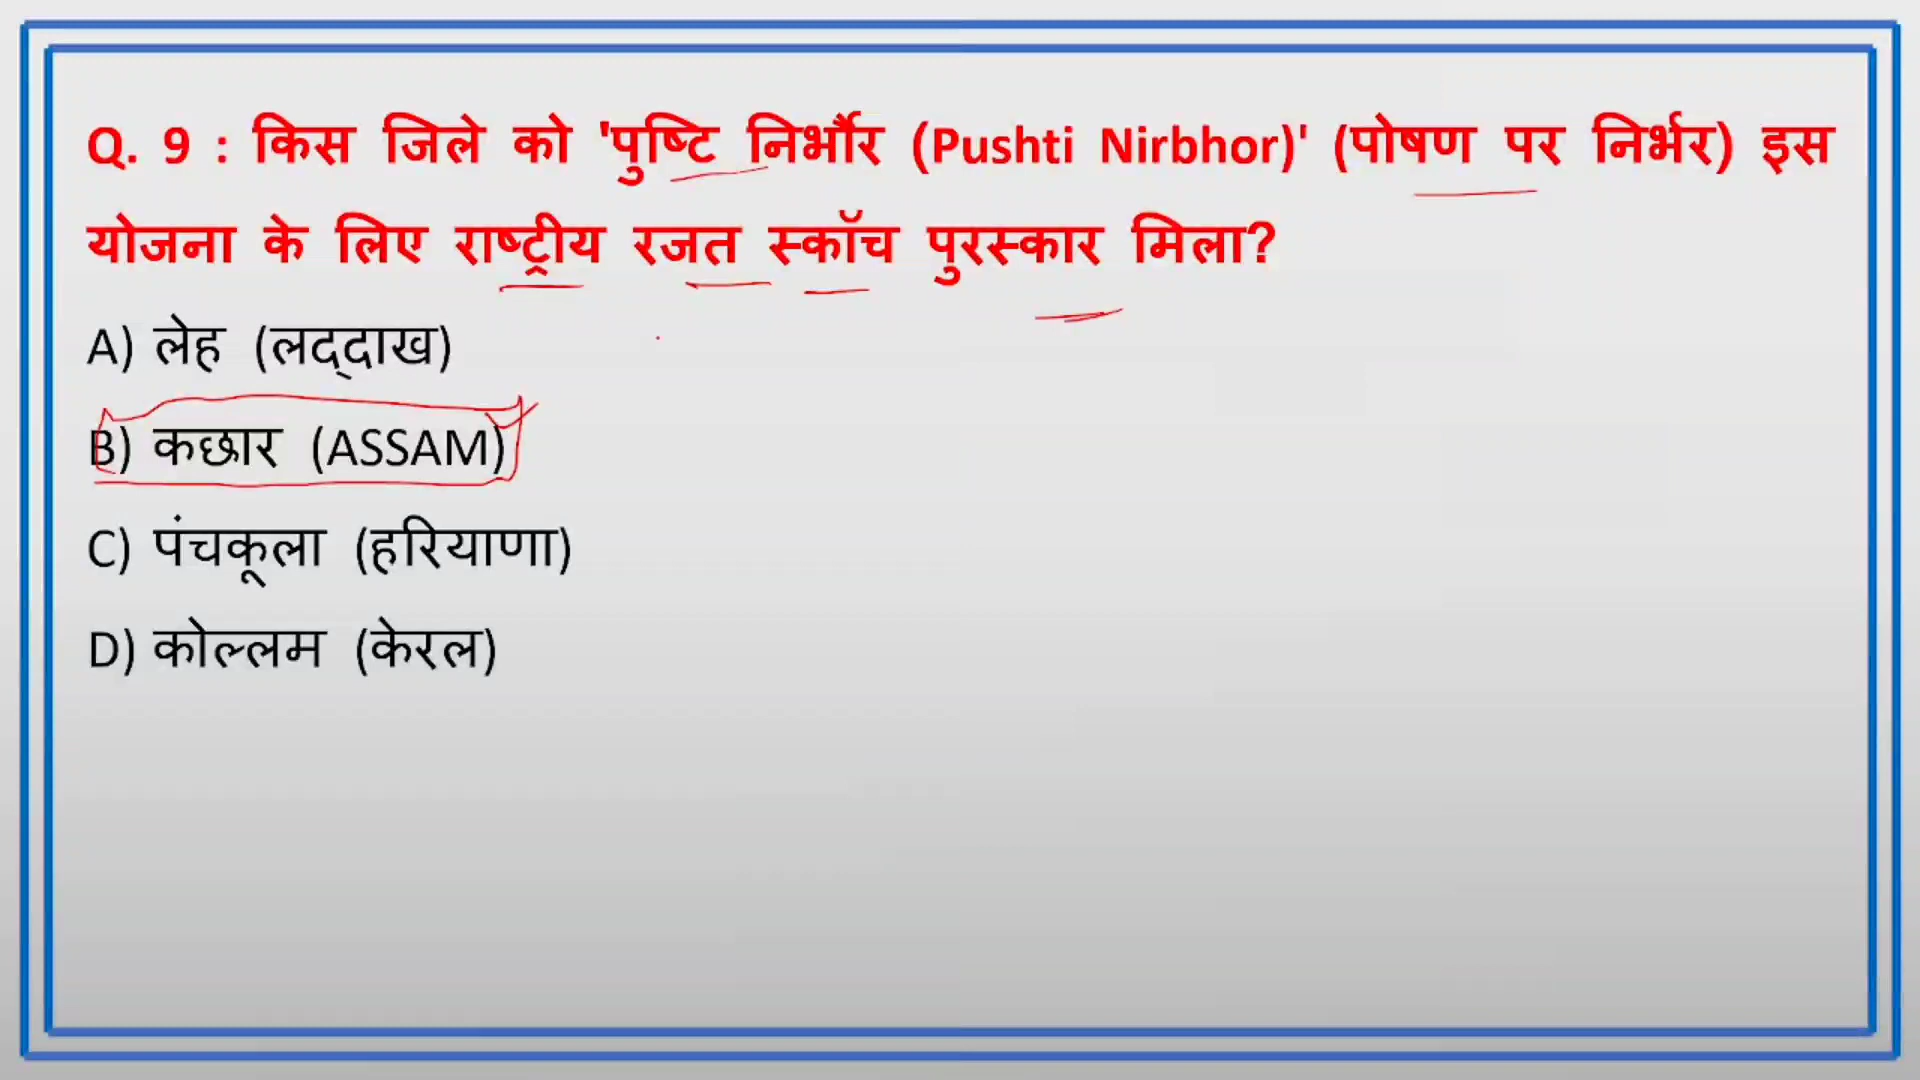 Q. 9 : किस जिले को 'पुष्टि निर्भौर (Pushti Nirbhor)' (पोषण पर निर्भर) इस
योजना के लिए राष्ट्रीय रजत स्कॉच पुरस्कार मिला?
A) लेह (लद्दाख)
B) कछार (ASSAM)
C) पंचकूला (हरियाणा)
D) कोल्लम (केरल)